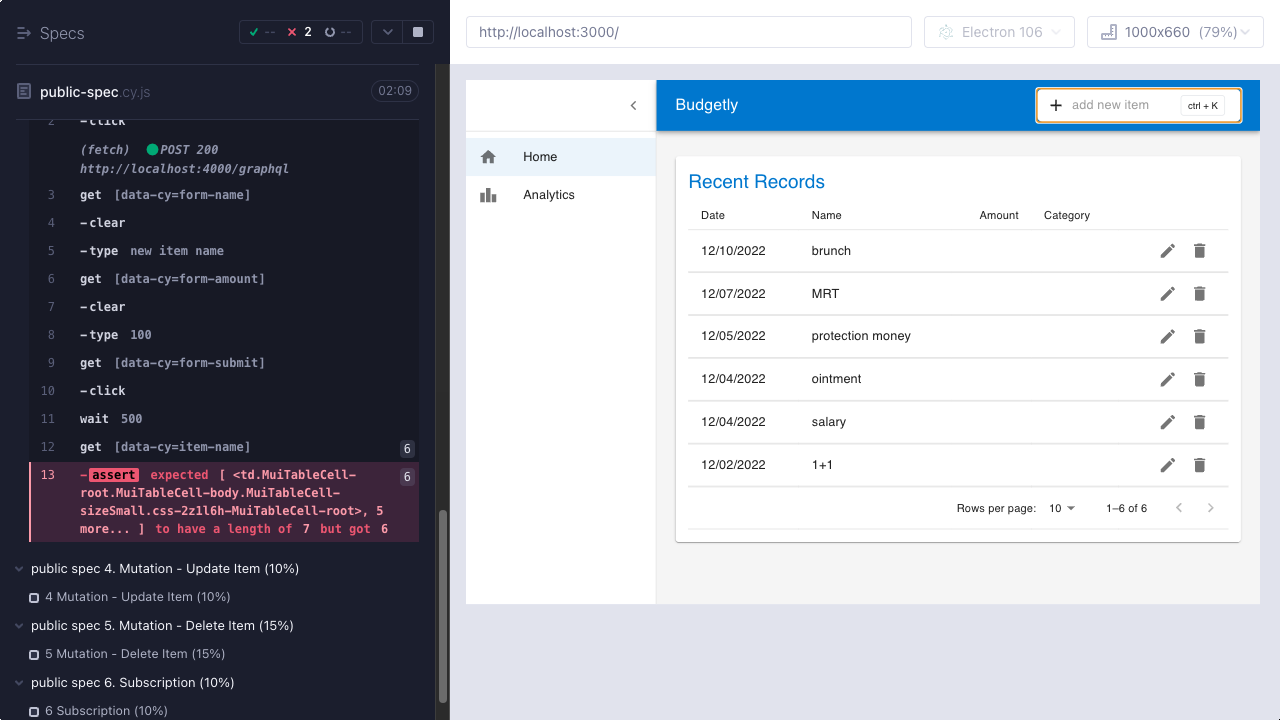 Specs
--
2
--
public-spec.cy.js
02:09
2 -click
(fetch) POST 200
http://localhost:4000/graphql
3 get [data-cy=form-name]
4 -clear
5 -type new item name
6 get [data-cy=form-amount]
7 -clear
8 -type 100
9 get [data-cy=form-submit]
10 -click
11 wait 500
12 get [data-cy=item-name] 6
13 -assert expected [ <td.MuiTableCell- 6
root.MuiTableCell-body.MuiTableCell-
sizeSmall.css-2z1l6h-MuiTableCell-root>, 5
more... ] to have a length of 7 but got 6
public spec 4. Mutation - Update Item (10%)
4 Mutation - Update Item (10%)
public spec 5. Mutation - Delete Item (15%)
5 Mutation - Delete Item (15%)
public spec 6. Subscription (10%)
6 Subscription (10%)
http://localhost:3000/
Electron 106
1000x660 (79%)
Budgetly
add new item
ctrl + K
Home
Analytics
Recent Records
Date Name Amount Category
12/10/2022 brunch
12/07/2022 MRT
12/05/2022 protection money
12/04/2022 ointment
12/04/2022 salary
12/02/2022 1+1
Rows per page: 10 1–6 of 6